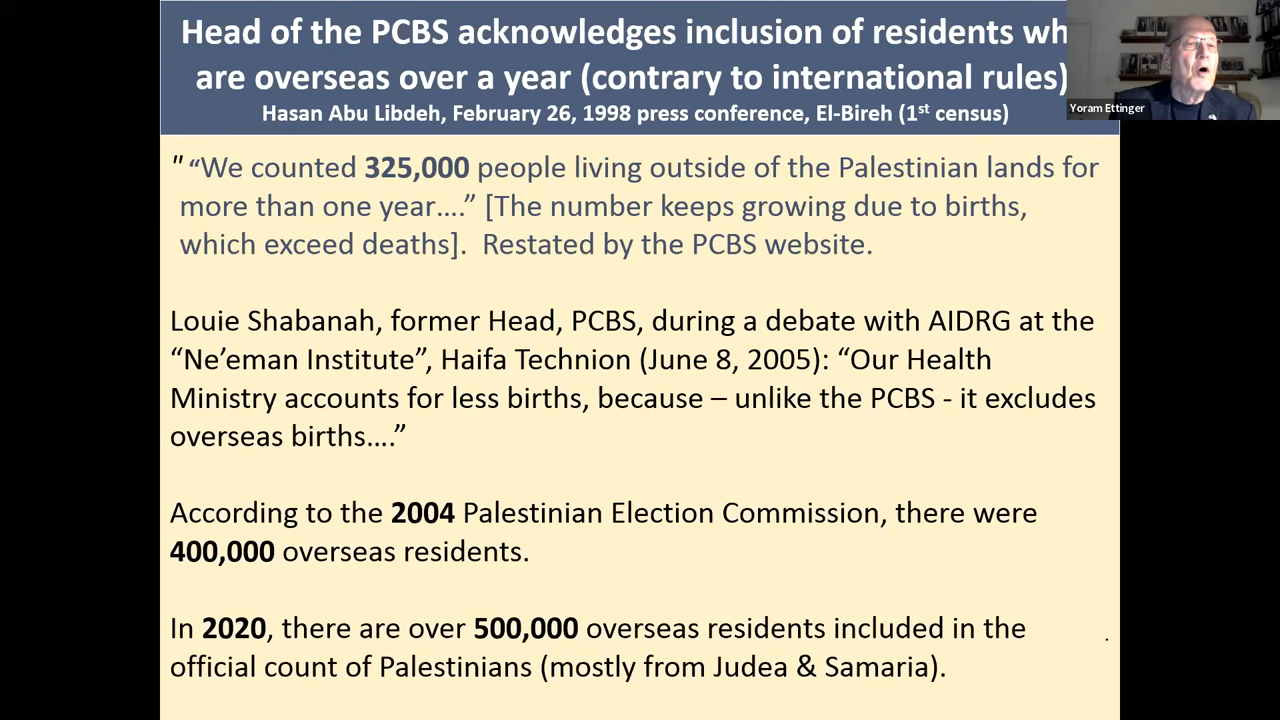 Head of the PCBS acknowledges inclusion of residents wh
are overseas over a year (contrary to international rules)
Hasan Abu Libdeh, February 26, 1998 press conference, El-Bireh (1st census)
Yoram Ettinger
"“We counted 325,000 people living outside of the Palestinian lands for
more than one year….” [The number keeps growing due to births,
which exceed deaths]. Restated by the PCBS website.
Louie Shabanah, former Head, PCBS, during a debate with AIDRG at the
“Ne’eman Institute”, Haifa Technion (June 8, 2005): “Our Health
Ministry accounts for less births, because – unlike the PCBS - it excludes
overseas births….”
According to the 2004 Palestinian Election Commission, there were
400,000 overseas residents.
In 2020, there are over 500,000 overseas residents included in the
official count of Palestinians (mostly from Judea & Samaria).